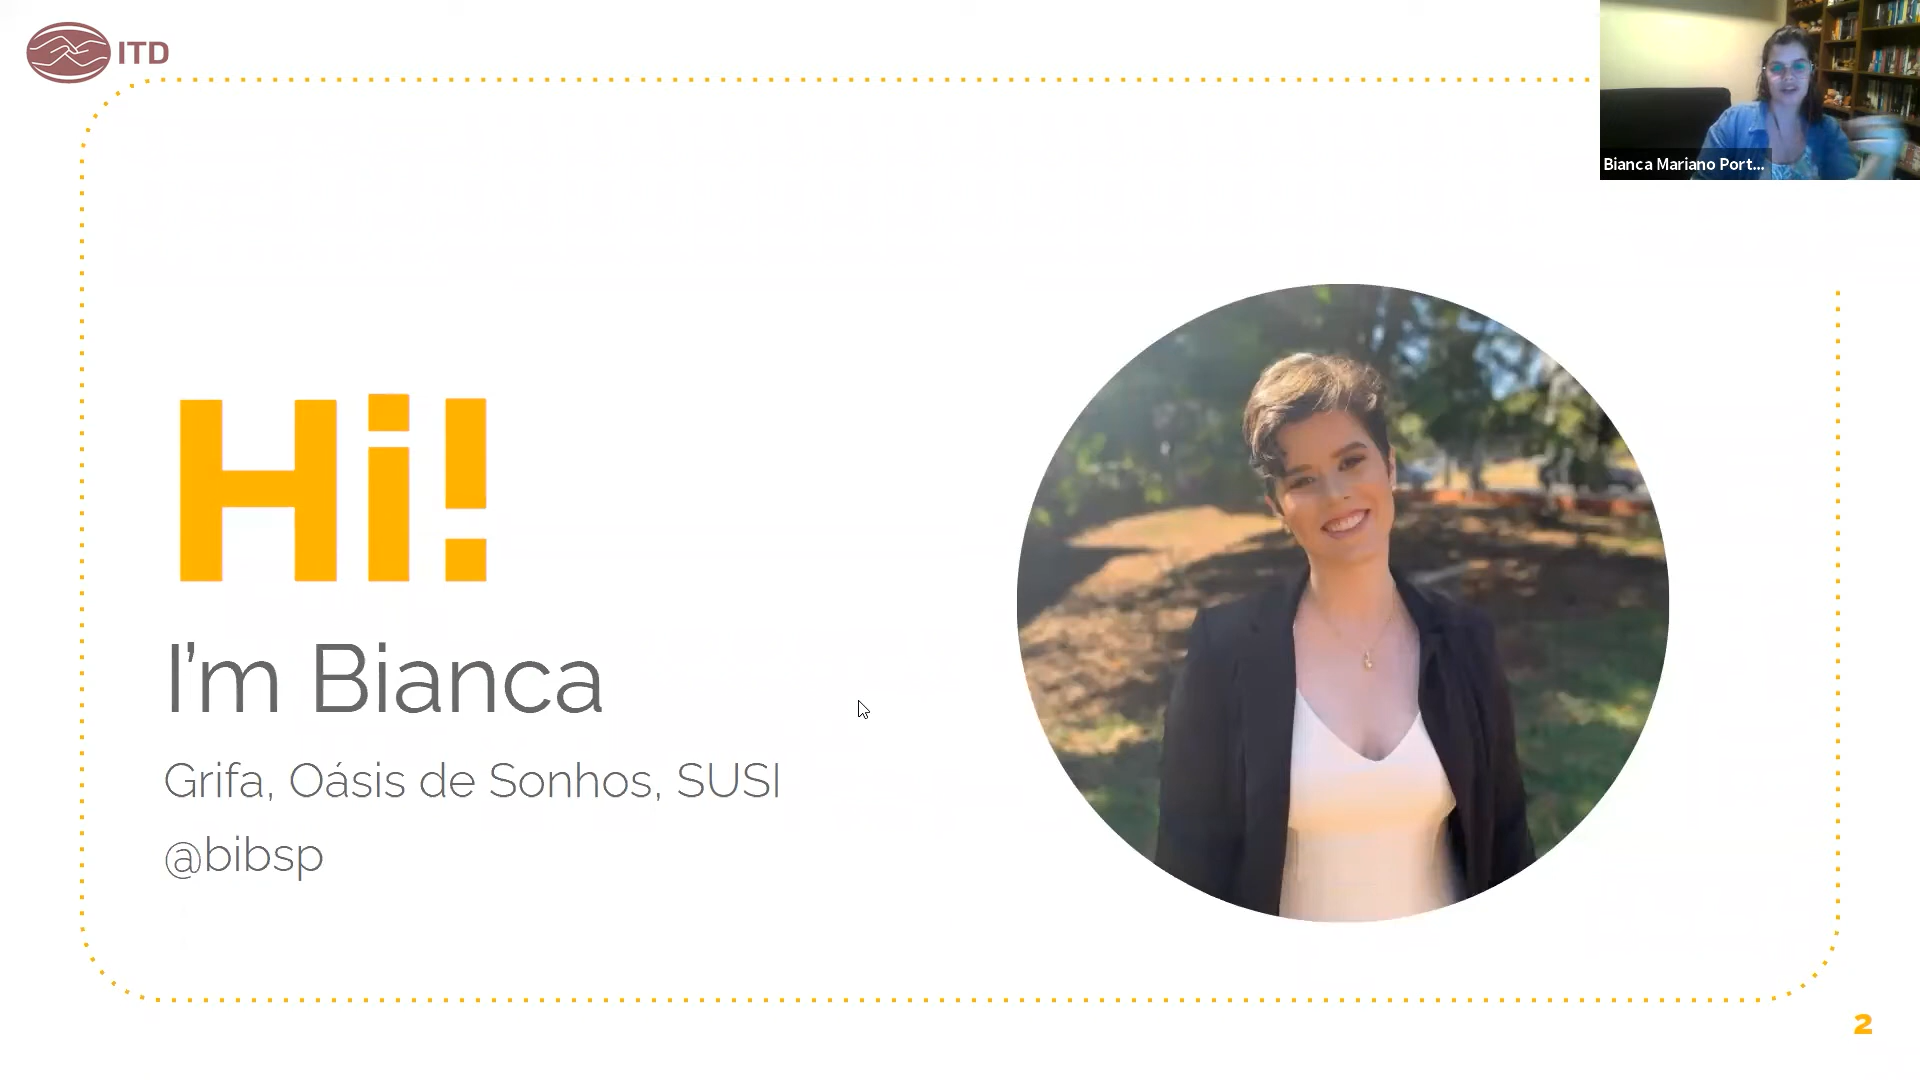 ITD
Bianca Mariano Port...
Hi!
I'm Bianca
Grifa, Oásis de Sonhos, SUSI
@bibsp
2